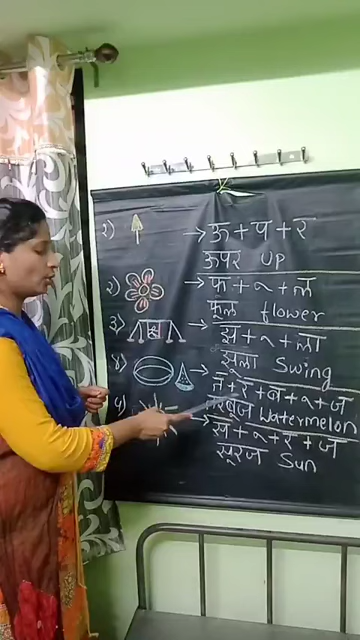 १) → ऊ + प + र
ऊपर UP
२) → फ + ू + ल
फूल flower
३) → झ + ू + ला
झूला Swing
४) → त + र + ब + ू + ज
तरबूज Watermelon
५) → स + ू + र + ज
सूरज Sun